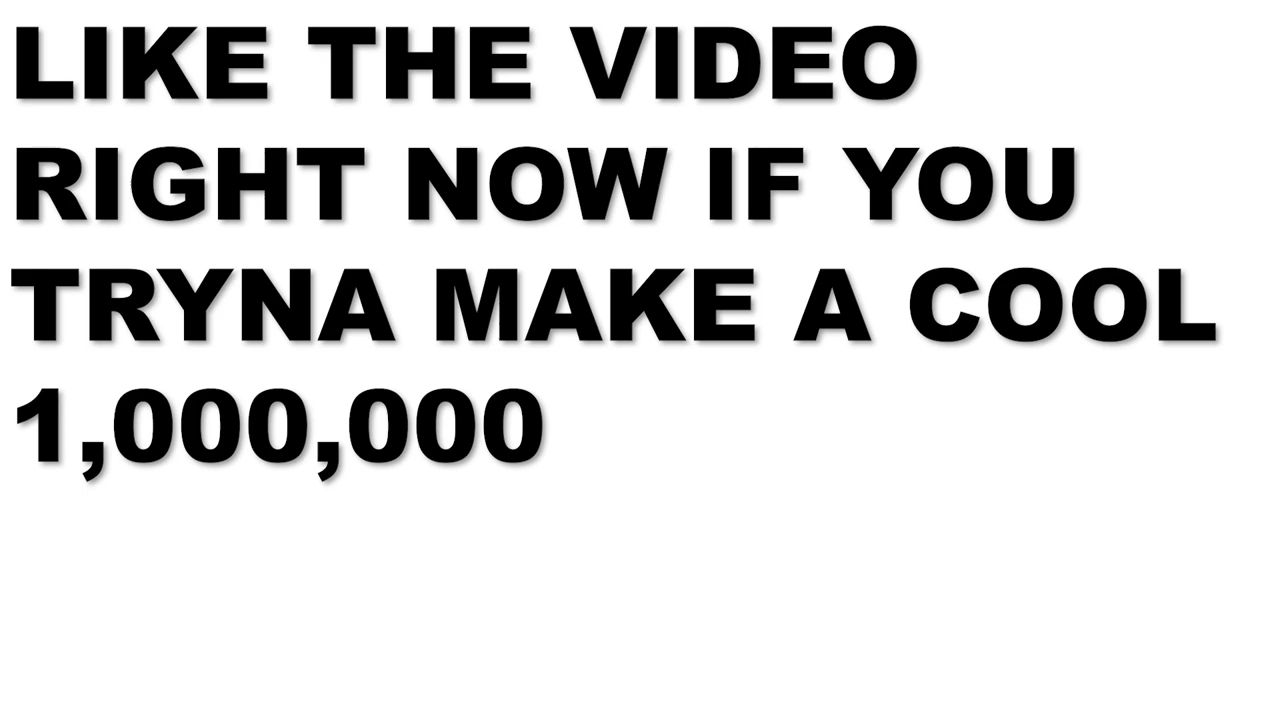 LIKE THE VIDEO
RIGHT NOW IF YOU
TRYNA MAKE A COOL
1,000,000